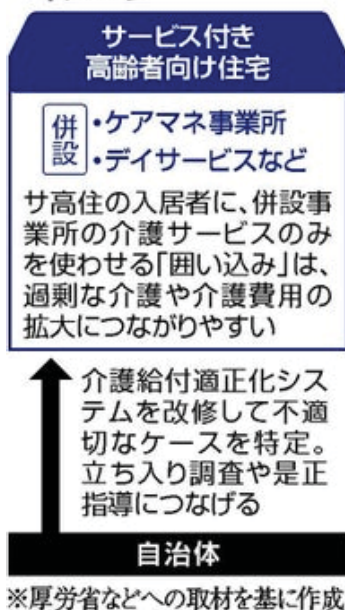 サービス付き
高齢者向け住宅
併設
・ケアマネ事業所
・デイサービスなど
サ高住の入居者に、併設事
業所の介護サービスのみ
を使わせる「囲い込み」は、
過剰な介護や介護費用の
拡大につながりやすい
介護給付適正化シス
テムを改修して不適
切なケースを特定。
立ち入り調査や是正
指導につなげる
自治体
※厚労省などへの取材を基に作成